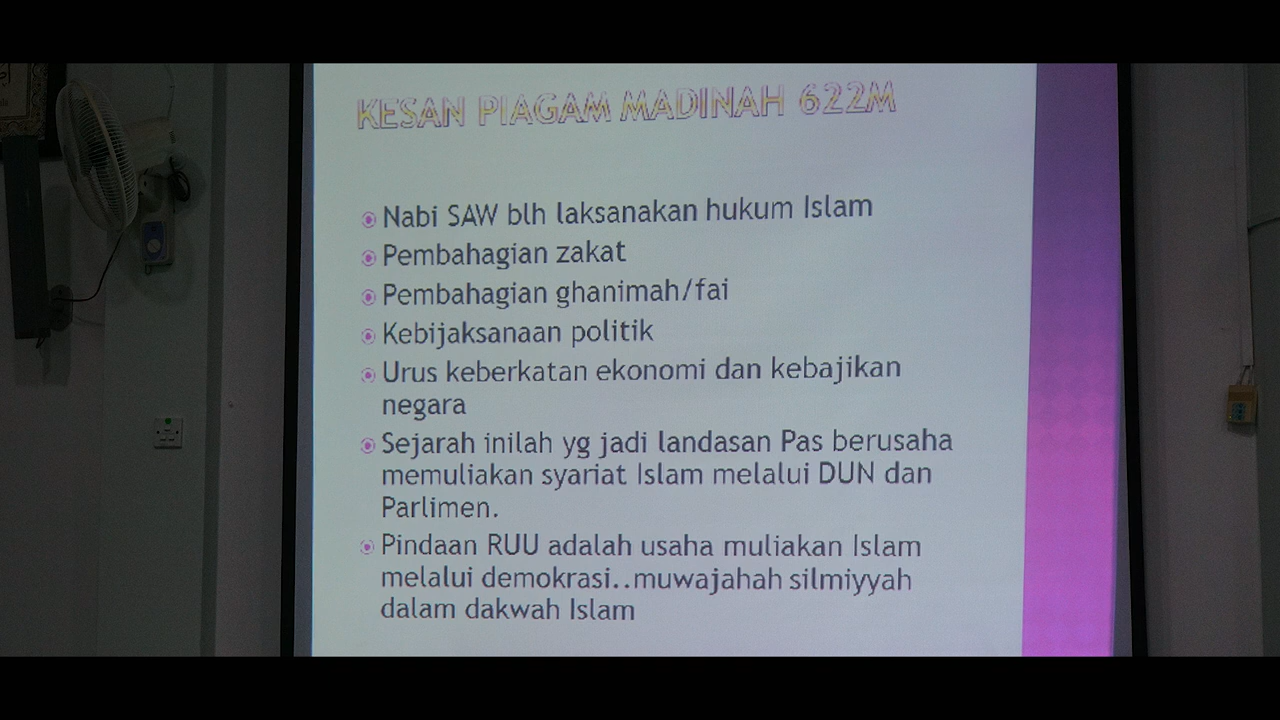 KESAN PIAGAM MADINAH 622M
Nabi SAW blh laksanakan hukum Islam
Pembahagian zakat
Pembahagian ghanimah/fai
Kebijaksanaan politik
Urus keberkatan ekonomi dan kebajikan
negara
Sejarah inilah yg jadi landasan Pas berusaha
memuliakan syariat Islam melalui DUN dan
Parlimen.
Pindaan RUU adalah usaha muliakan Islam
melalui demokrasi..muwajahah silmiyyah
dalam dakwah Islam